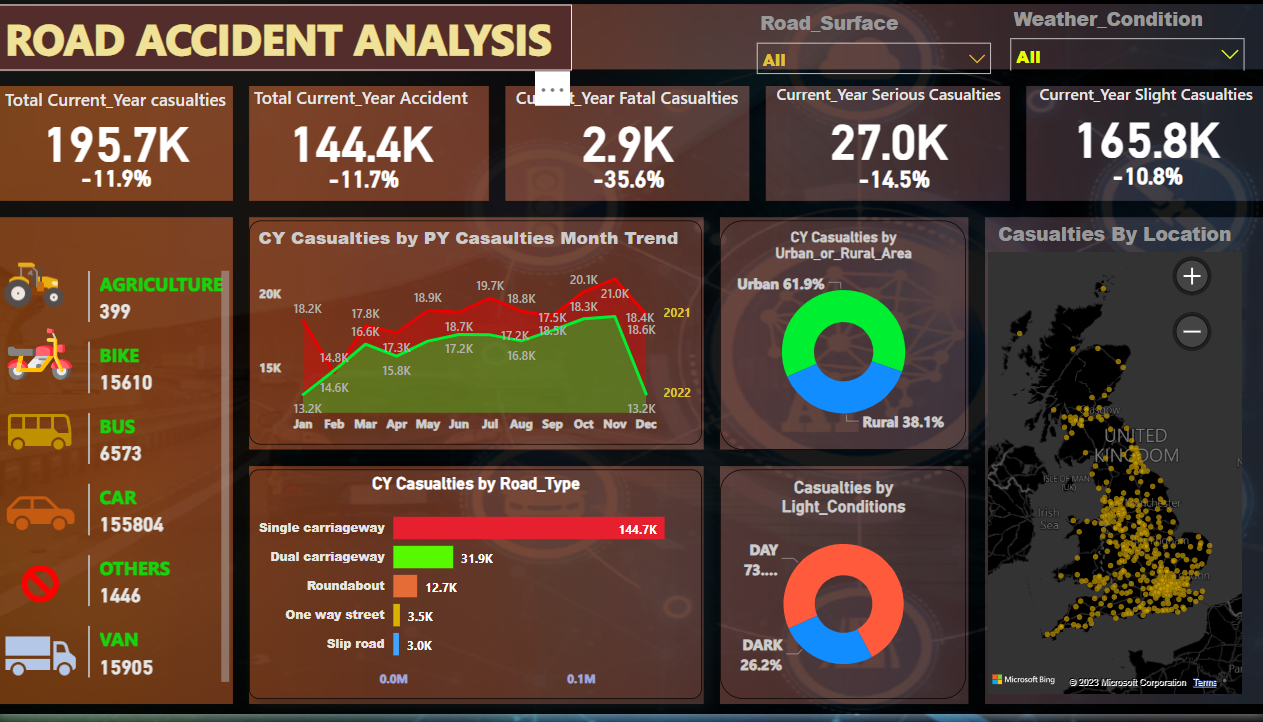 ROAD ACCIDENT ANALYSIS
Road_Surface
All
Weather_Condition
All
Total Current_Year casualties
195.7K
-11.9%
Total Current_Year Accident
144.4K
-11.7%
Fatal Casualties
2.9K
-35.6%
Current_Year Serious Casualties
27.0K
-14.5%
Current_Year Slight Casualties
165.8K
-10.8%
AGRICULTURE
399
BIKE
15610
BUS
6573
CAR
155804
OTHERS
1446
VAN
15905
CY Casualties by PY Casaulties Month Trend
20K
15K
18.2K
14.8K
17.8K
16.6K
17.3K
18.9K
18.7K
19.7K
18.8K
17.5K
20.1K
21.0K
18.4K
13.2K
14.6K
15.8K
17.2K
17.2K
16.8K
18.5K
18.3K
18.6K
13.2K
2021
2022
Jan Feb Mar Apr May Jun Jul Aug Sep Oct Nov Dec
CY Casualties by
Urban_or_Rural_Area
Urban 61.9%
Rural 38.1%
CY Casualties by Road_Type
Single carriageway 144.7K
Dual carriageway 31.9K
Roundabout 12.7K
One way street 3.5K
Slip road 3.0K
0.0M 0.1M
Casualties by
Light_Conditions
DAY
73....
DARK
26.2%
Casualties By Location
UNITED
KINGDOM
ISLE OF MAN
(UK)
Irish
Sea
Microsoft Bing
© 2023 Microsoft Corporation Terms